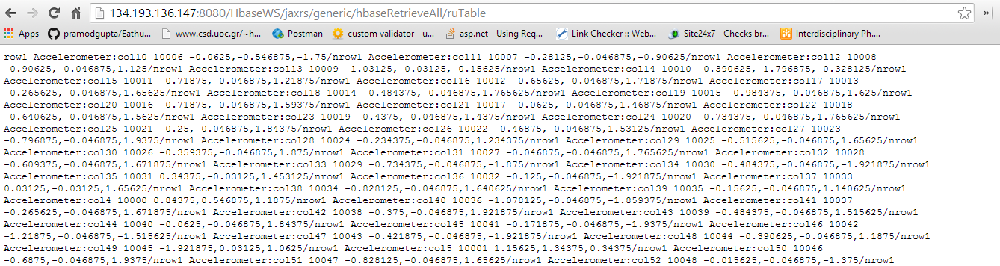 134.193.136.147:8080/HbaseWS/jaxrs/generic/hbaseRetrieveAll/ruTable
»
Apps pramodgupta/Eathu... www.csd.uoc.gr/~h... Postman custom validator - u... asp.net - Using Req... Link Checker :: Web... Site24x7 - Checks br... Interdisciplinary Ph.... »
row1 Accelerometer:col10 10006 -0.0625,-0.546875,-1.75/nrow1 Accelerometer:col11 10007 -0.28125,-0.046875,-0.90625/nrow1 Accelerometer:col12 10008
-0.90625,-0.046875,1.125/nrow1 Accelerometer:col13 10009 -1.03125,-0.03125,-0.15625/nrow1 Accelerometer:col14 10010 -0.390625,-1.796875,-0.328125/nrow1
Accelerometer:col15 10011 -0.71875,-0.046875,1.21875/nrow1 Accelerometer:col16 10012 -0.65625,-0.046875,1.71875/nrow1 Accelerometer:col17 10013
-0.265625,-0.046875,1.65625/nrow1 Accelerometer:col18 10014 -0.484375,-0.046875,1.765625/nrow1 Accelerometer:col19 10015 -0.984375,-0.046875,1.625/nrow1
Accelerometer:col20 10016 -0.71875,-0.046875,1.59375/nrow1 Accelerometer:col21 10017 -0.0625,-0.046875,1.46875/nrow1 Accelerometer:col22 10018
-0.640625,-0.046875,1.5625/nrow1 Accelerometer:col23 10019 -0.4375,-0.046875,1.4375/nrow1 Accelerometer:col24 10020 -0.734375,-0.046875,1.765625/nrow1
Accelerometer:col25 10021 -0.25,-0.046875,1.84375/nrow1 Accelerometer:col26 10022 -0.46875,-0.046875,1.53125/nrow1 Accelerometer:col27 10023
-0.796875,-0.046875,1.9375/nrow1 Accelerometer:col28 10024 -0.234375,-0.046875,1.234375/nrow1 Accelerometer:col29 10025 -0.515625,-0.046875,1.65625/nrow1
Accelerometer:col30 10026 -0.359375,-0.046875,1.875/nrow1 Accelerometer:col31 10027 -0.046875,-0.046875,1.765625/nrow1 Accelerometer:col32 10028
-0.609375,-0.046875,1.671875/nrow1 Accelerometer:col33 10029 -0.734375,-0.046875,-1.875/nrow1 Accelerometer:col34 10030 -0.484375,-0.046875,-1.921875/nrow1
Accelerometer:col35 10031 0.34375,-0.03125,1.453125/nrow1 Accelerometer:col36 10032 -0.125,-0.046875,-1.921875/nrow1 Accelerometer:col37 10033
0.03125,-0.03125,1.65625/nrow1 Accelerometer:col38 10034 -0.828125,-0.046875,1.640625/nrow1 Accelerometer:col39 10035 -0.15625,-0.046875,1.140625/nrow1
Accelerometer:col4 10000 0.84375,0.546875,1.1875/nrow1 Accelerometer:col40 10036 -1.078125,-0.046875,-1.859375/nrow1 Accelerometer:col41 10037
-0.265625,-0.046875,1.671875/nrow1 Accelerometer:col42 10038 -0.375,-0.046875,1.921875/nrow1 Accelerometer:col43 10039 -0.484375,-0.046875,1.515625/nrow1
Accelerometer:col44 10040 -0.0625,-0.046875,1.84375/nrow1 Accelerometer:col45 10041 -0.171875,-0.046875,-1.9375/nrow1 Accelerometer:col46 10042
-1.21875,-0.046875,-1.515625/nrow1 Accelerometer:col47 10043 -0.421875,-0.046875,-1.921875/nrow1 Accelerometer:col48 10044 -0.390625,-0.046875,1.1875/nrow1
Accelerometer:col49 10045 -1.921875,0.03125,1.0625/nrow1 Accelerometer:col5 10001 1.15625,1.34375,0.34375/nrow1 Accelerometer:col50 10046
-0.6875,-0.046875,1.9375/nrow1 Accelerometer:col51 10047 -0.828125,-0.046875,1.65625/nrow1 Accelerometer:col52 10048 -0.015625,-0.046875,-1.375/nrow1